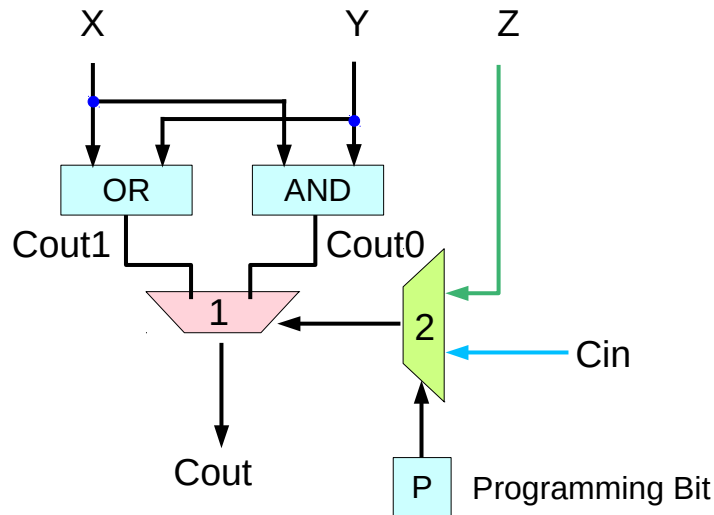 X Y Z
OR AND
Cout1 Cout0
1 2
Cin
Cout
P Programming Bit